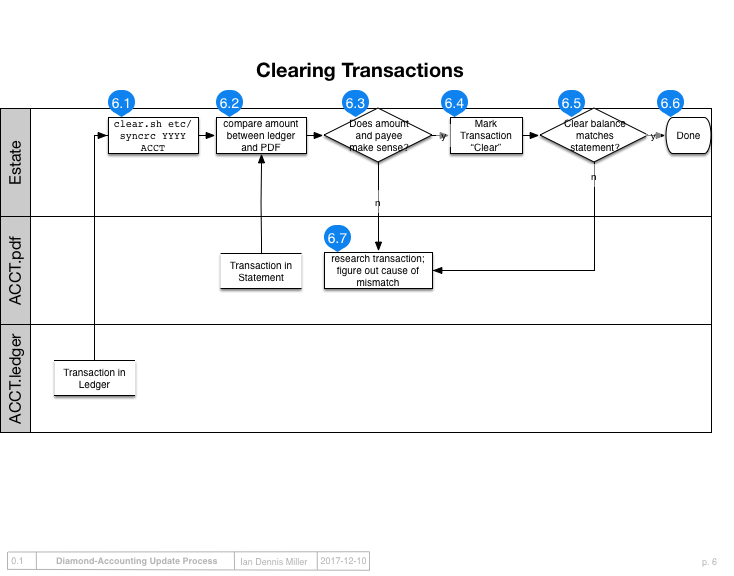 Clearing Transactions
6.1
6.2
6.3
6.4
6.5
6.6
Estate
clear.sh etc/
syncrc YYYY
ACCT
compare amount
between ledger
and PDF
Does amount
and payee
make sense?
y
Mark
Transaction
“Clear”
Clear balance
matches
statement?
y
Done
n
n
ACCT.pdf
6.7
Transaction in
Statement
research transaction;
figure out cause of
mismatch
ACCT.ledger
Transaction in
Ledger
0.1 Diamond-Accounting Update Process Ian Dennis Miller 2017-12-10 p. 6